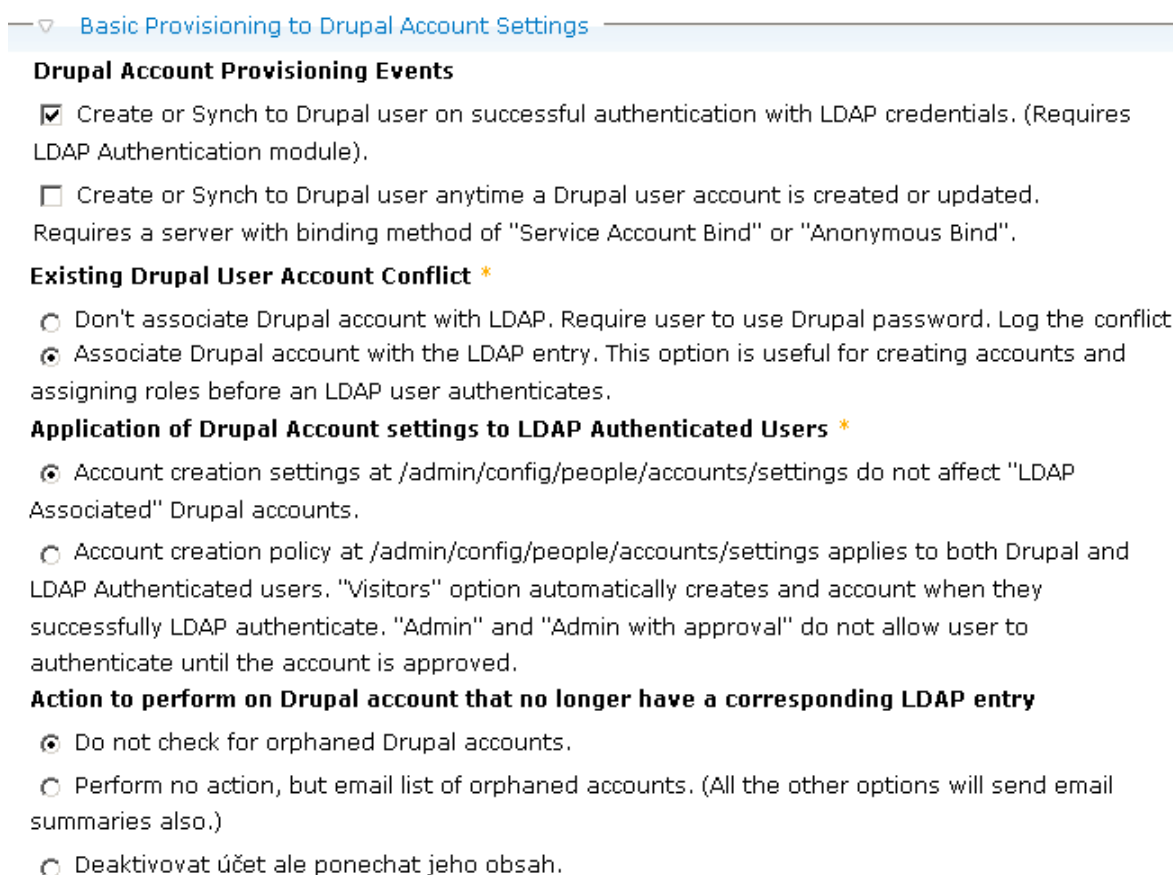 Basic Provisioning to Drupal Account Settings
Drupal Account Provisioning Events
Create or Synch to Drupal user on successful authentication with LDAP credentials. (Requires
LDAP Authentication module).
Create or Synch to Drupal user anytime a Drupal user account is created or updated.
Requires a server with binding method of "Service Account Bind" or "Anonymous Bind".
Existing Drupal User Account Conflict *
Don't associate Drupal account with LDAP. Require user to use Drupal password. Log the conflict
Associate Drupal account with the LDAP entry. This option is useful for creating accounts and
assigning roles before an LDAP user authenticates.
Application of Drupal Account settings to LDAP Authenticated Users *
Account creation settings at /admin/config/people/accounts/settings do not affect "LDAP
Associated" Drupal accounts.
Account creation policy at /admin/config/people/accounts/settings applies to both Drupal and
LDAP Authenticated users. "Visitors" option automatically creates and account when they
successfully LDAP authenticate. "Admin" and "Admin with approval" do not allow user to
authenticate until the account is approved.
Action to perform on Drupal account that no longer have a corresponding LDAP entry
Do not check for orphaned Drupal accounts.
Perform no action, but email list of orphaned accounts. (All the other options will send email
summaries also.)
Deaktivovat účet ale ponechat jeho obsah.